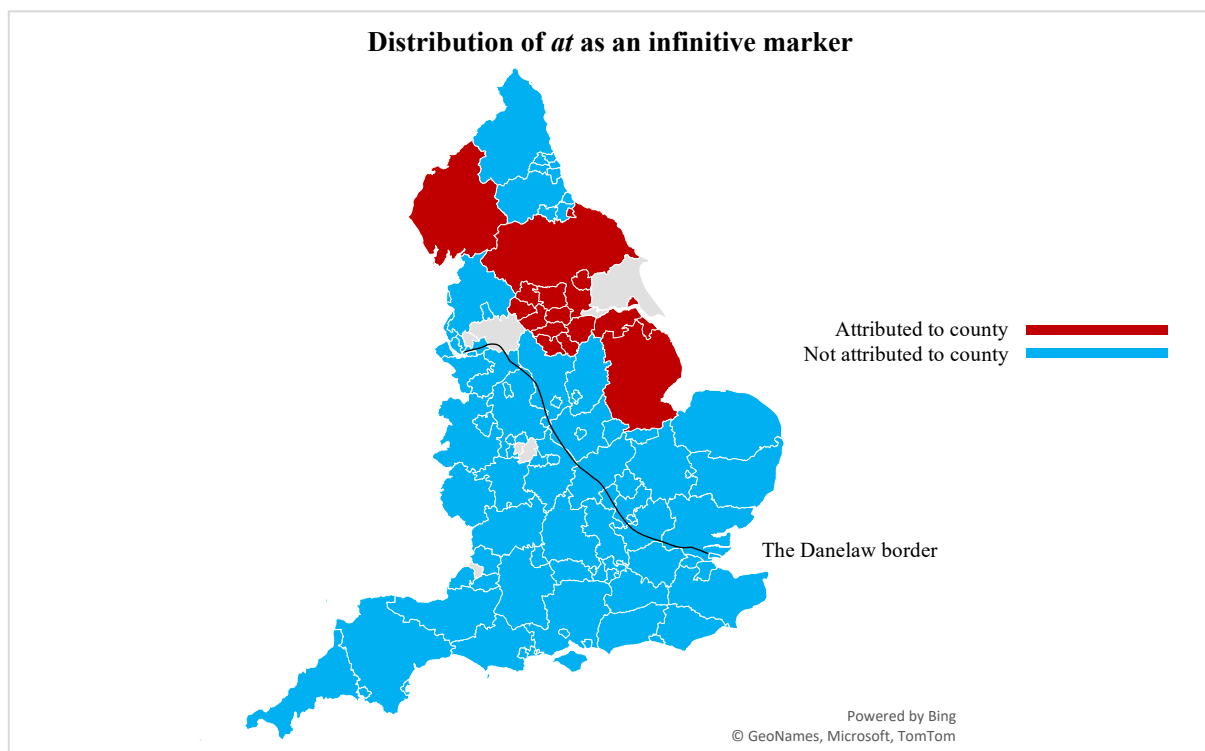 Distribution of at as an infinitive marker
Attributed to county
Not attributed to county
The Danelaw border
Powered by Bing
© GeoNames, Microsoft, TomTom